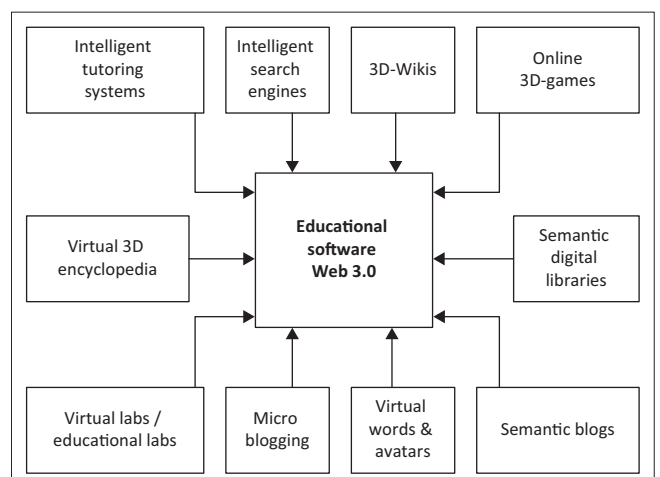 Intelligent
tutoring
systems
Intelligent
search
engines
3D-Wikis
Online
3D-games
Virtual 3D
encyclopedia
Educational
software
Web 3.0
Semantic
digital
libraries
Virtual labs /
educational labs
Micro
blogging
Virtual
words &
avatars
Semantic blogs